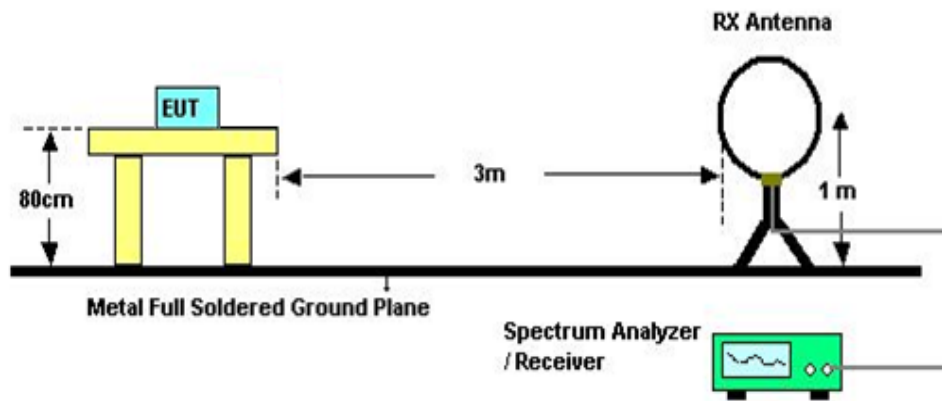 RX Antenna
EUT
3m
80cm
1 m
Metal Full Soldered Ground Plane
Spectrum Analyzer
/ Receiver